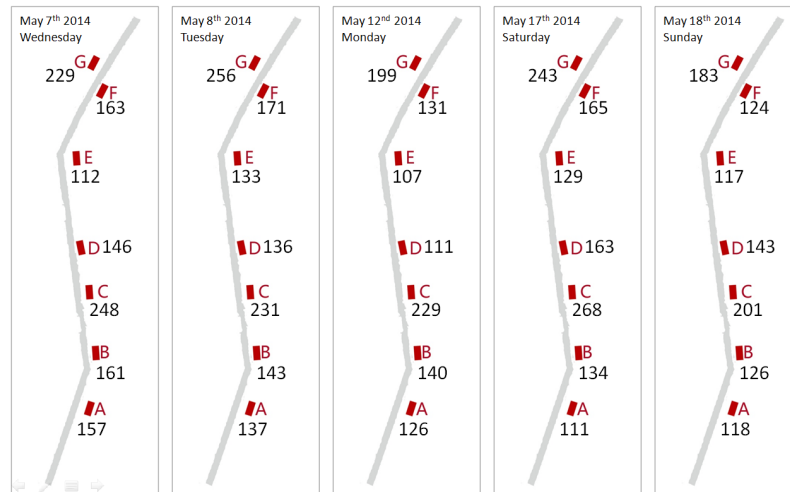 May 7th 2014
Wednesday
G
229
F
163
E
112
D 146
C
248
B
161
A
157
May 8th 2014
Tuesday
G
256
F
171
E
133
D 136
C
231
B
143
A
137
May 12nd 2014
Monday
G
199
F
131
E
107
D 111
C
229
B
140
A
126
May 17th 2014
Saturday
G
243
F
165
E
129
D 163
C
268
B
134
A
111
May 18th 2014
Sunday
G
183
F
124
E
117
D 143
C
201
B
126
A
118